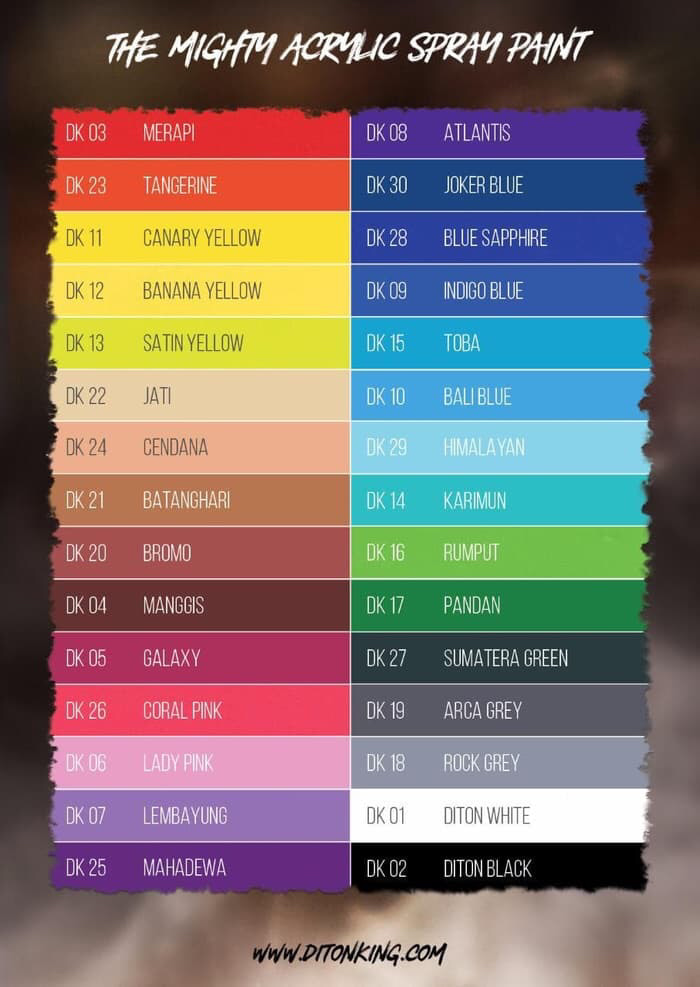 THE MIGHTY ACRYLIC SPRAY PAINT
DK 03 MERAPI
DK 23 TANGERINE
DK 11 CANARY YELLOW
DK 12 BANANA YELLOW
DK 13 SATIN YELLOW
DK 22 JATI
DK 24 CENDANA
DK 21 BATANGHARI
DK 20 BROMO
DK 04 MANGGIS
DK 05 GALAXY
DK 26 CORAL PINK
DK 06 LADY PINK
DK 07 LEMBAYUNG
DK 25 MAHADEWA
DK 08 ATLANTIS
DK 30 JOKER BLUE
DK 28 BLUE SAPPHIRE
DK 09 INDIGO BLUE
DK 15 TOBA
DK 10 BALI BLUE
DK 29 HIMALAYAN
DK 14 KARIMUN
DK 16 RUMPUT
DK 17 PANDAN
DK 27 SUMATERA GREEN
DK 19 ARCA GREY
DK 18 ROCK GREY
DK 01 DITON WHITE
DK 02 DITON BLACK
WWW.DITONKING.COM